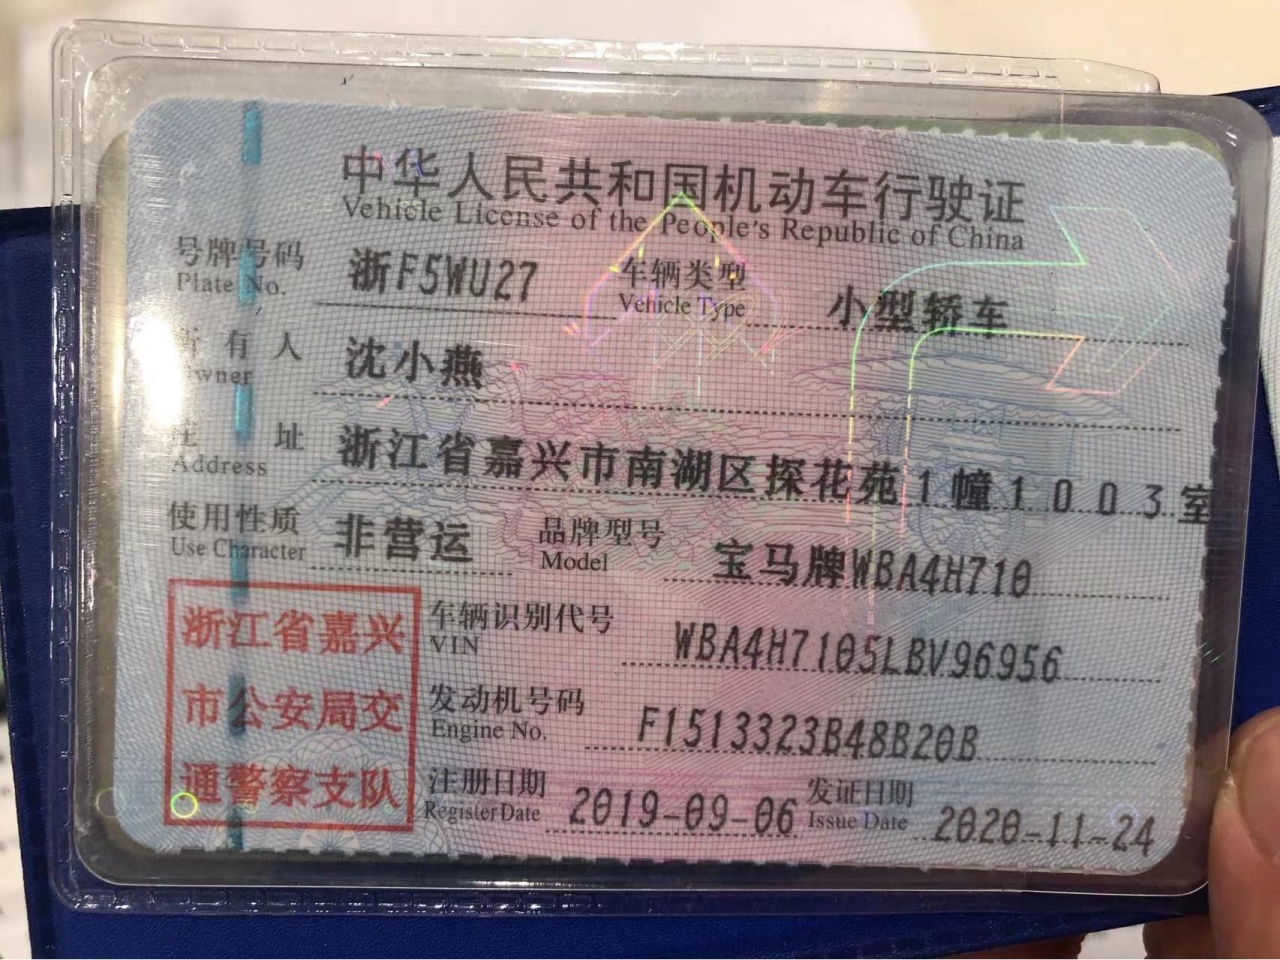 中华人民共和国机动车行驶证
Vehicle License of the People's Republic of China
号牌号码 浙F5WU27 车辆类型 小型轿车
Plate No. Vehicle Type
所有人 沈小燕
Owner
住址 浙江省嘉兴市南湖区探花苑1幢1003室
Address
使用性质 非营运 品牌型号 宝马牌WBA4H710
Use Character Model
浙江省嘉兴
市公安局交
通警察支队
车辆识别代号 WBA4H7105LBV96956
VIN
发动机号码 F1513323B48B20B
Engine No.
注册日期 2019-09-06 发证日期 2020-11-24
Register Date Issue Date